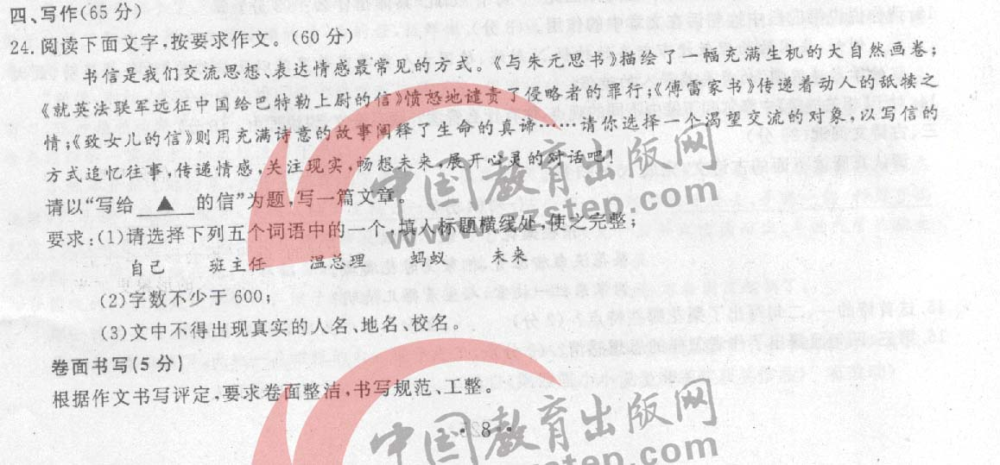 四、写作(65分)
24.阅读下面文字,按要求作文。(60分)
书信是我们交流思想、表达情感最常见的方式。《与朱元思书》描绘了一幅充满生机的大自然画卷;
《就英法联军远征中国给巴特勒上尉的信》愤怒地谴责了侵略者的罪行;《傅雷家书》传递着动人的舐犊之
情;《致女儿的信》则用充满诗意的故事阐释了生命的真谛……请你选择一个渴望交流的对象,以写信的
方式追忆往事,传递情感,关注现实,畅想未来,展开心灵的对话吧!
请以“写给 ▲ 的信”为题,写一篇文章。
要求:(1)请选择下列五个词语中的一个,填入标题横线处,使之完整;
自己 班主任 温总理 蚂蚁 未来
(2)字数不少于600;
(3)文中不得出现真实的人名、地名、校名。
卷面书写(5分)
根据作文书写评定,要求卷面整洁,书写规范、工整。
·8·
中国教育出版网
www.zzstep.com
中国教育出版网